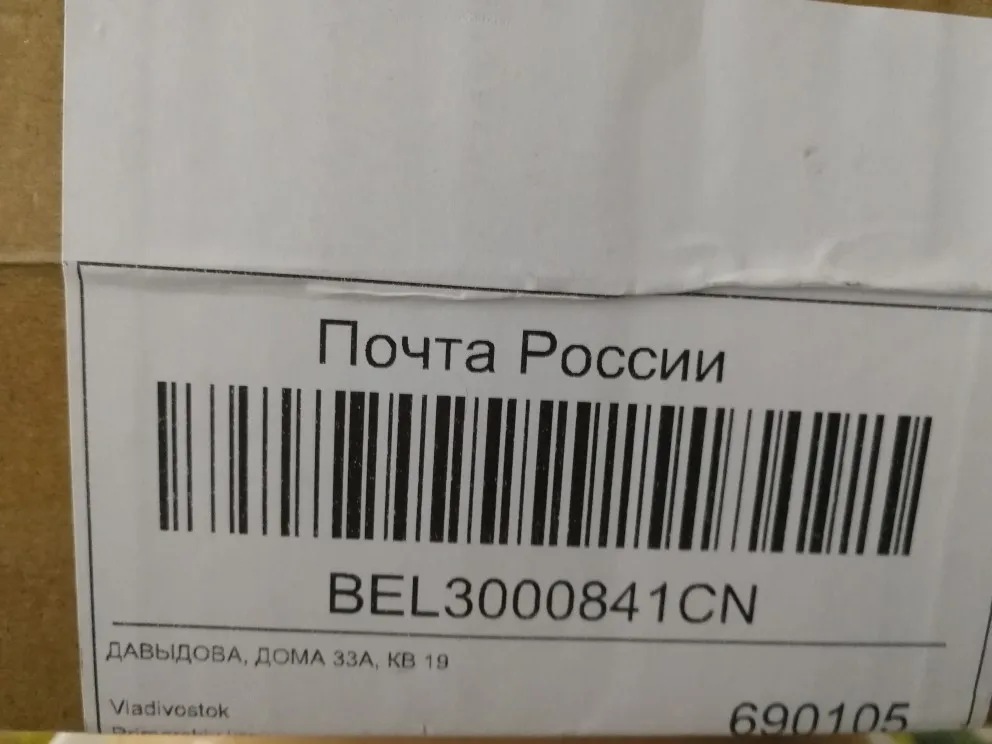 Почта России
BEL3000841CN
ДАВЫДОВА, ДОМА 33А, КВ 19
Vladivostok
690105